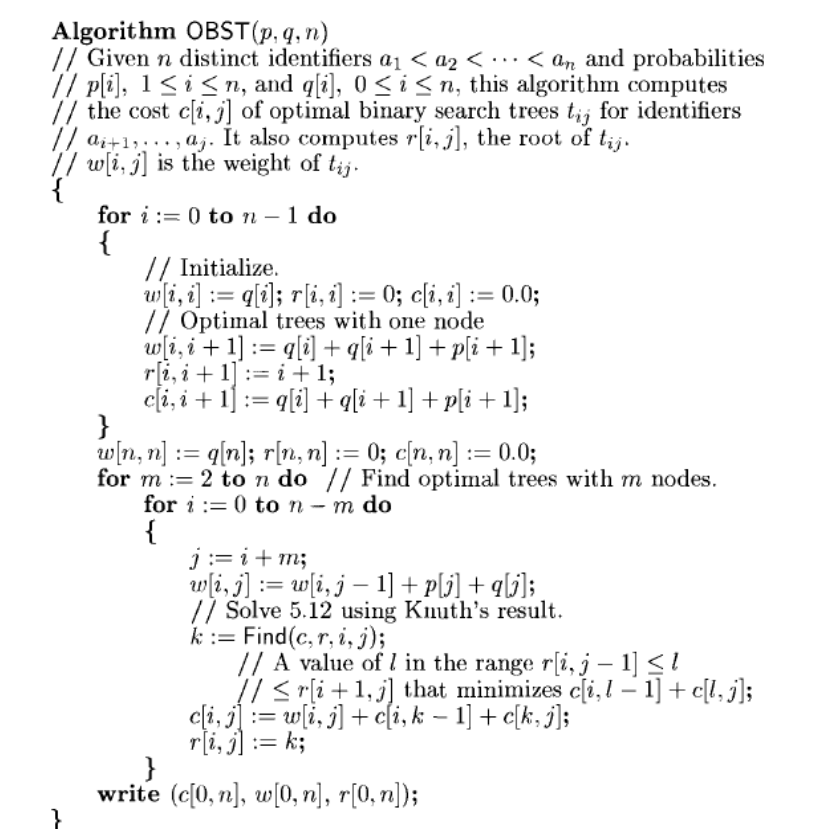 Algorithm OBST(p, q, n)
// Given n distinct identifiers a₁ < a₂ < ⋯ < aₙ and probabilities
// p[i], 1 ≤ i ≤ n, and q[i], 0 ≤ i ≤ n, this algorithm computes
// the cost c[i, j] of optimal binary search trees tᵢⱼ for identifiers
// aᵢ₊₁, . . . , aⱼ. It also computes r[i, j], the root of tᵢⱼ.
// w[i, j] is the weight of tᵢⱼ.
{
for i := 0 to n − 1 do
{
// Initialize.
w[i, i] := q[i]; r[i, i] := 0; c[i, i] := 0.0;
// Optimal trees with one node
w[i, i + 1] := q[i] + q[i + 1] + p[i + 1];
r[i, i + 1] := i + 1;
c[i, i + 1] := q[i] + q[i + 1] + p[i + 1];
}
w[n, n] := q[n]; r[n, n] := 0; c[n, n] := 0.0;
for m := 2 to n do // Find optimal trees with m nodes.
for i := 0 to n − m do
{
j := i + m;
w[i, j] := w[i, j − 1] + p[j] + q[j];
// Solve 5.12 using Knuth's result.
k := Find(c, r, i, j);
// A value of l in the range r[i, j − 1] ≤ l
// ≤ r[i + 1, j] that minimizes c[i, l − 1] + c[l, j];
c[i, j] := w[i, j] + c[i, k − 1] + c[k, j];
r[i, j] := k;
}
write (c[0, n], w[0, n], r[0, n]);
}